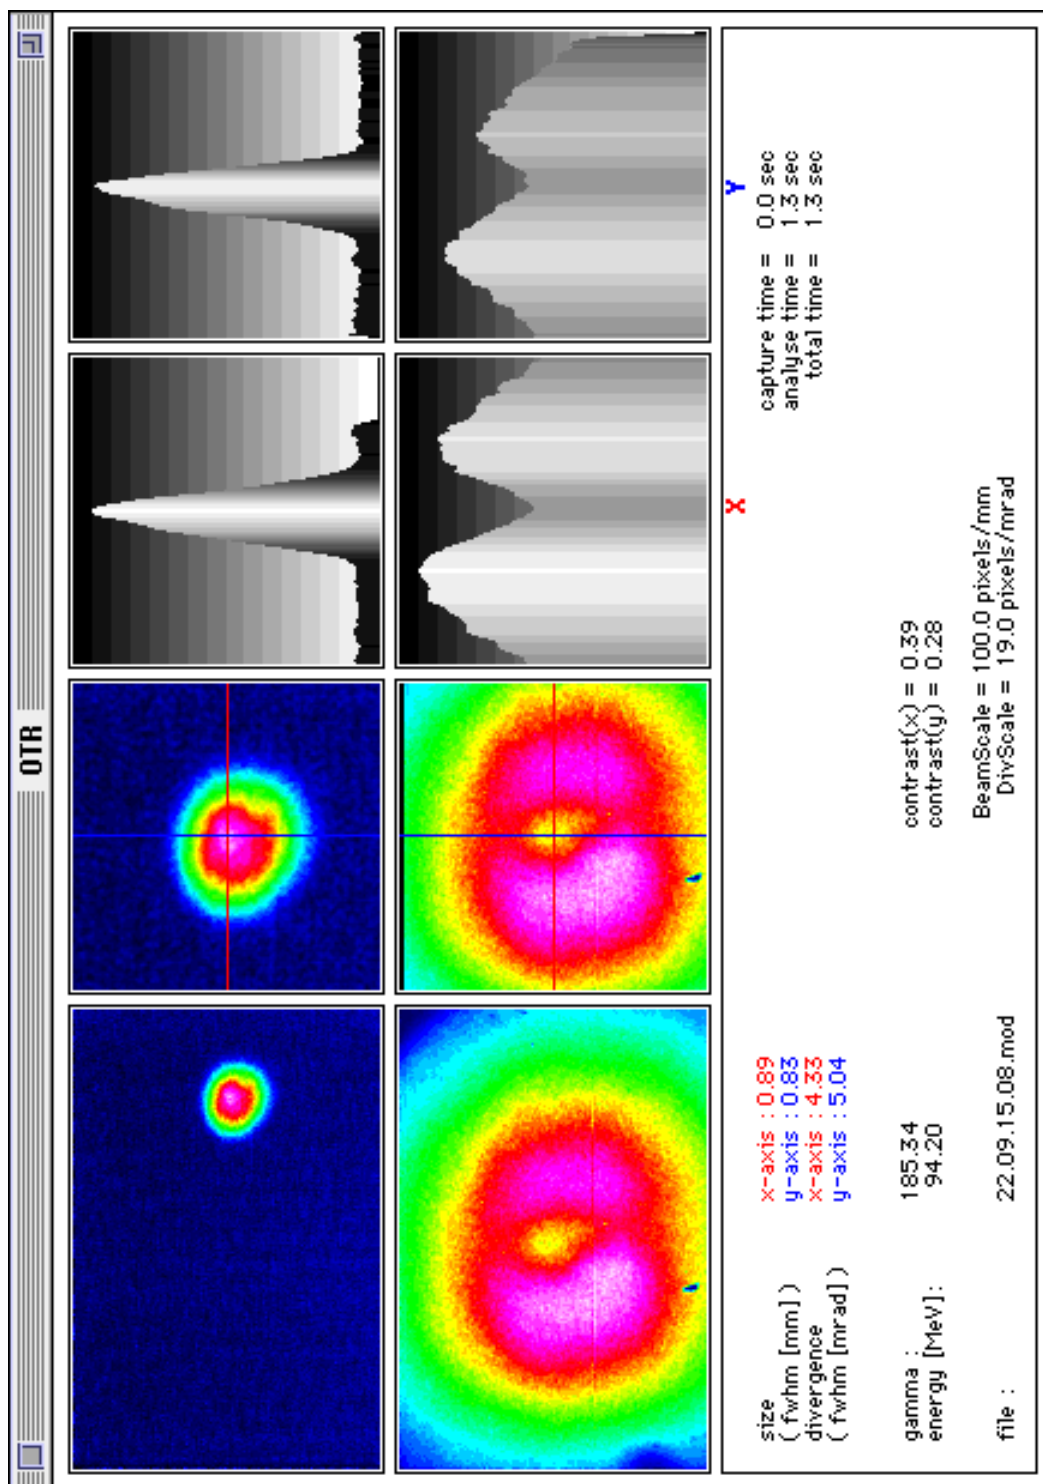 OTR
X
Y
size x-axis : 0.89
( fwhm [mm] ) y-axis : 0.83
divergence x-axis : 4.33
( fwhm [mrad] ) y-axis : 5.04
gamma : 185.34
energy [MeV]: 94.20
file : 22.09.15.08.mod
contrast(x) = 0.39
contrast(y) = 0.28
BeamScale = 100.0 pixels/mm
DivScale = 19.0 pixels/mrad
capture time = 0.0 sec
analyse time = 1.3 sec
total time = 1.3 sec